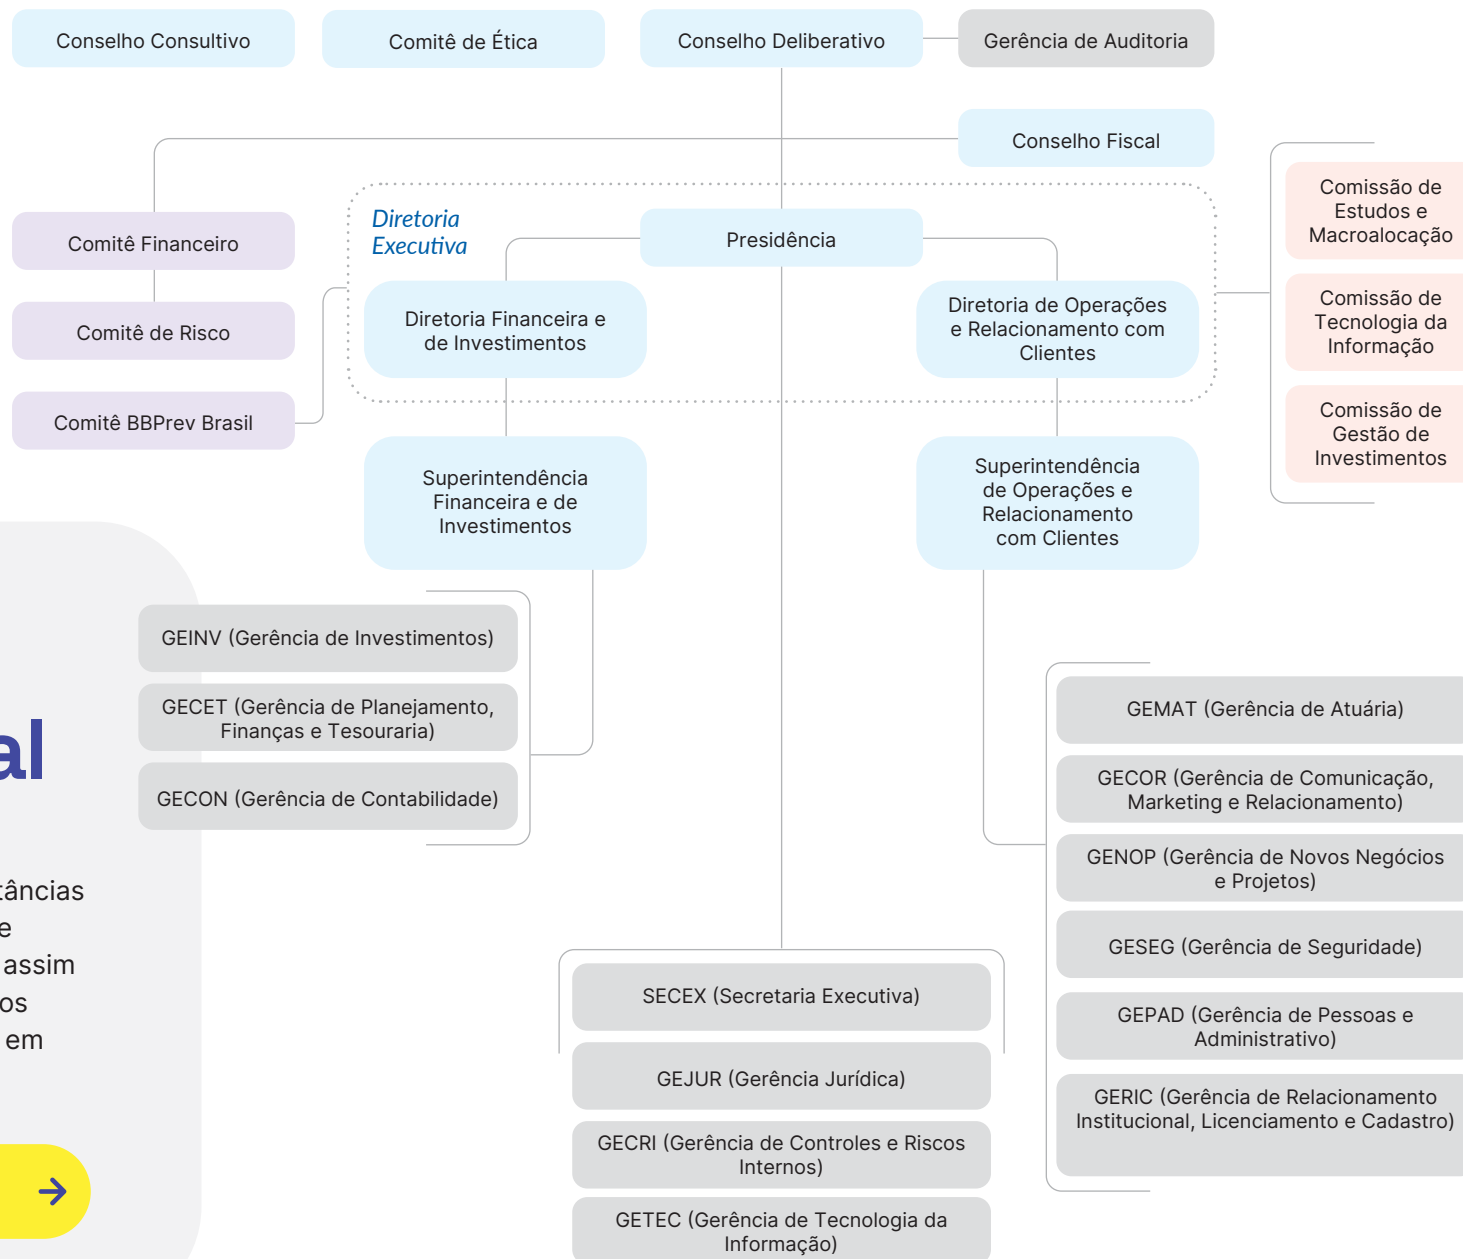 Conselho Consultivo
Comitê de Ética
Conselho Deliberativo
Gerência de Auditoria
Conselho Fiscal
Comitê Financeiro
Comitê de Risco
Comitê BBPrev Brasil
Diretoria
Executiva
Presidência
Diretoria Financeira e
de Investimentos
Diretoria de Operações
e Relacionamento com
Clientes
Comissão de
Estudos e
Macroalocação
Comissão de
Tecnologia da
Informação
Comissão de
Gestão de
Investimentos
Superintendência
Financeira e de
Investimentos
Superintendência
de Operações e
Relacionamento
com Clientes
GEINV (Gerência de Investimentos)
GECET (Gerência de Planejamento,
Finanças e Tesouraria)
GECON (Gerência de Contabilidade)
GEMAT (Gerência de Atuária)
GECOR (Gerência de Comunicação,
Marketing e Relacionamento)
GENOP (Gerência de Novos Negócios
e Projetos)
GESEG (Gerência de Seguridade)
GEPAD (Gerência de Pessoas e
Administrativo)
GERIC (Gerência de Relacionamento
Institucional, Licenciamento e Cadastro)
SECEX (Secretaria Executiva)
GEJUR (Gerência Jurídica)
GECRI (Gerência de Controles e Riscos
Internos)
GETEC (Gerência de Tecnologia da
Informação)
al
tâncias
e
assim
os
em